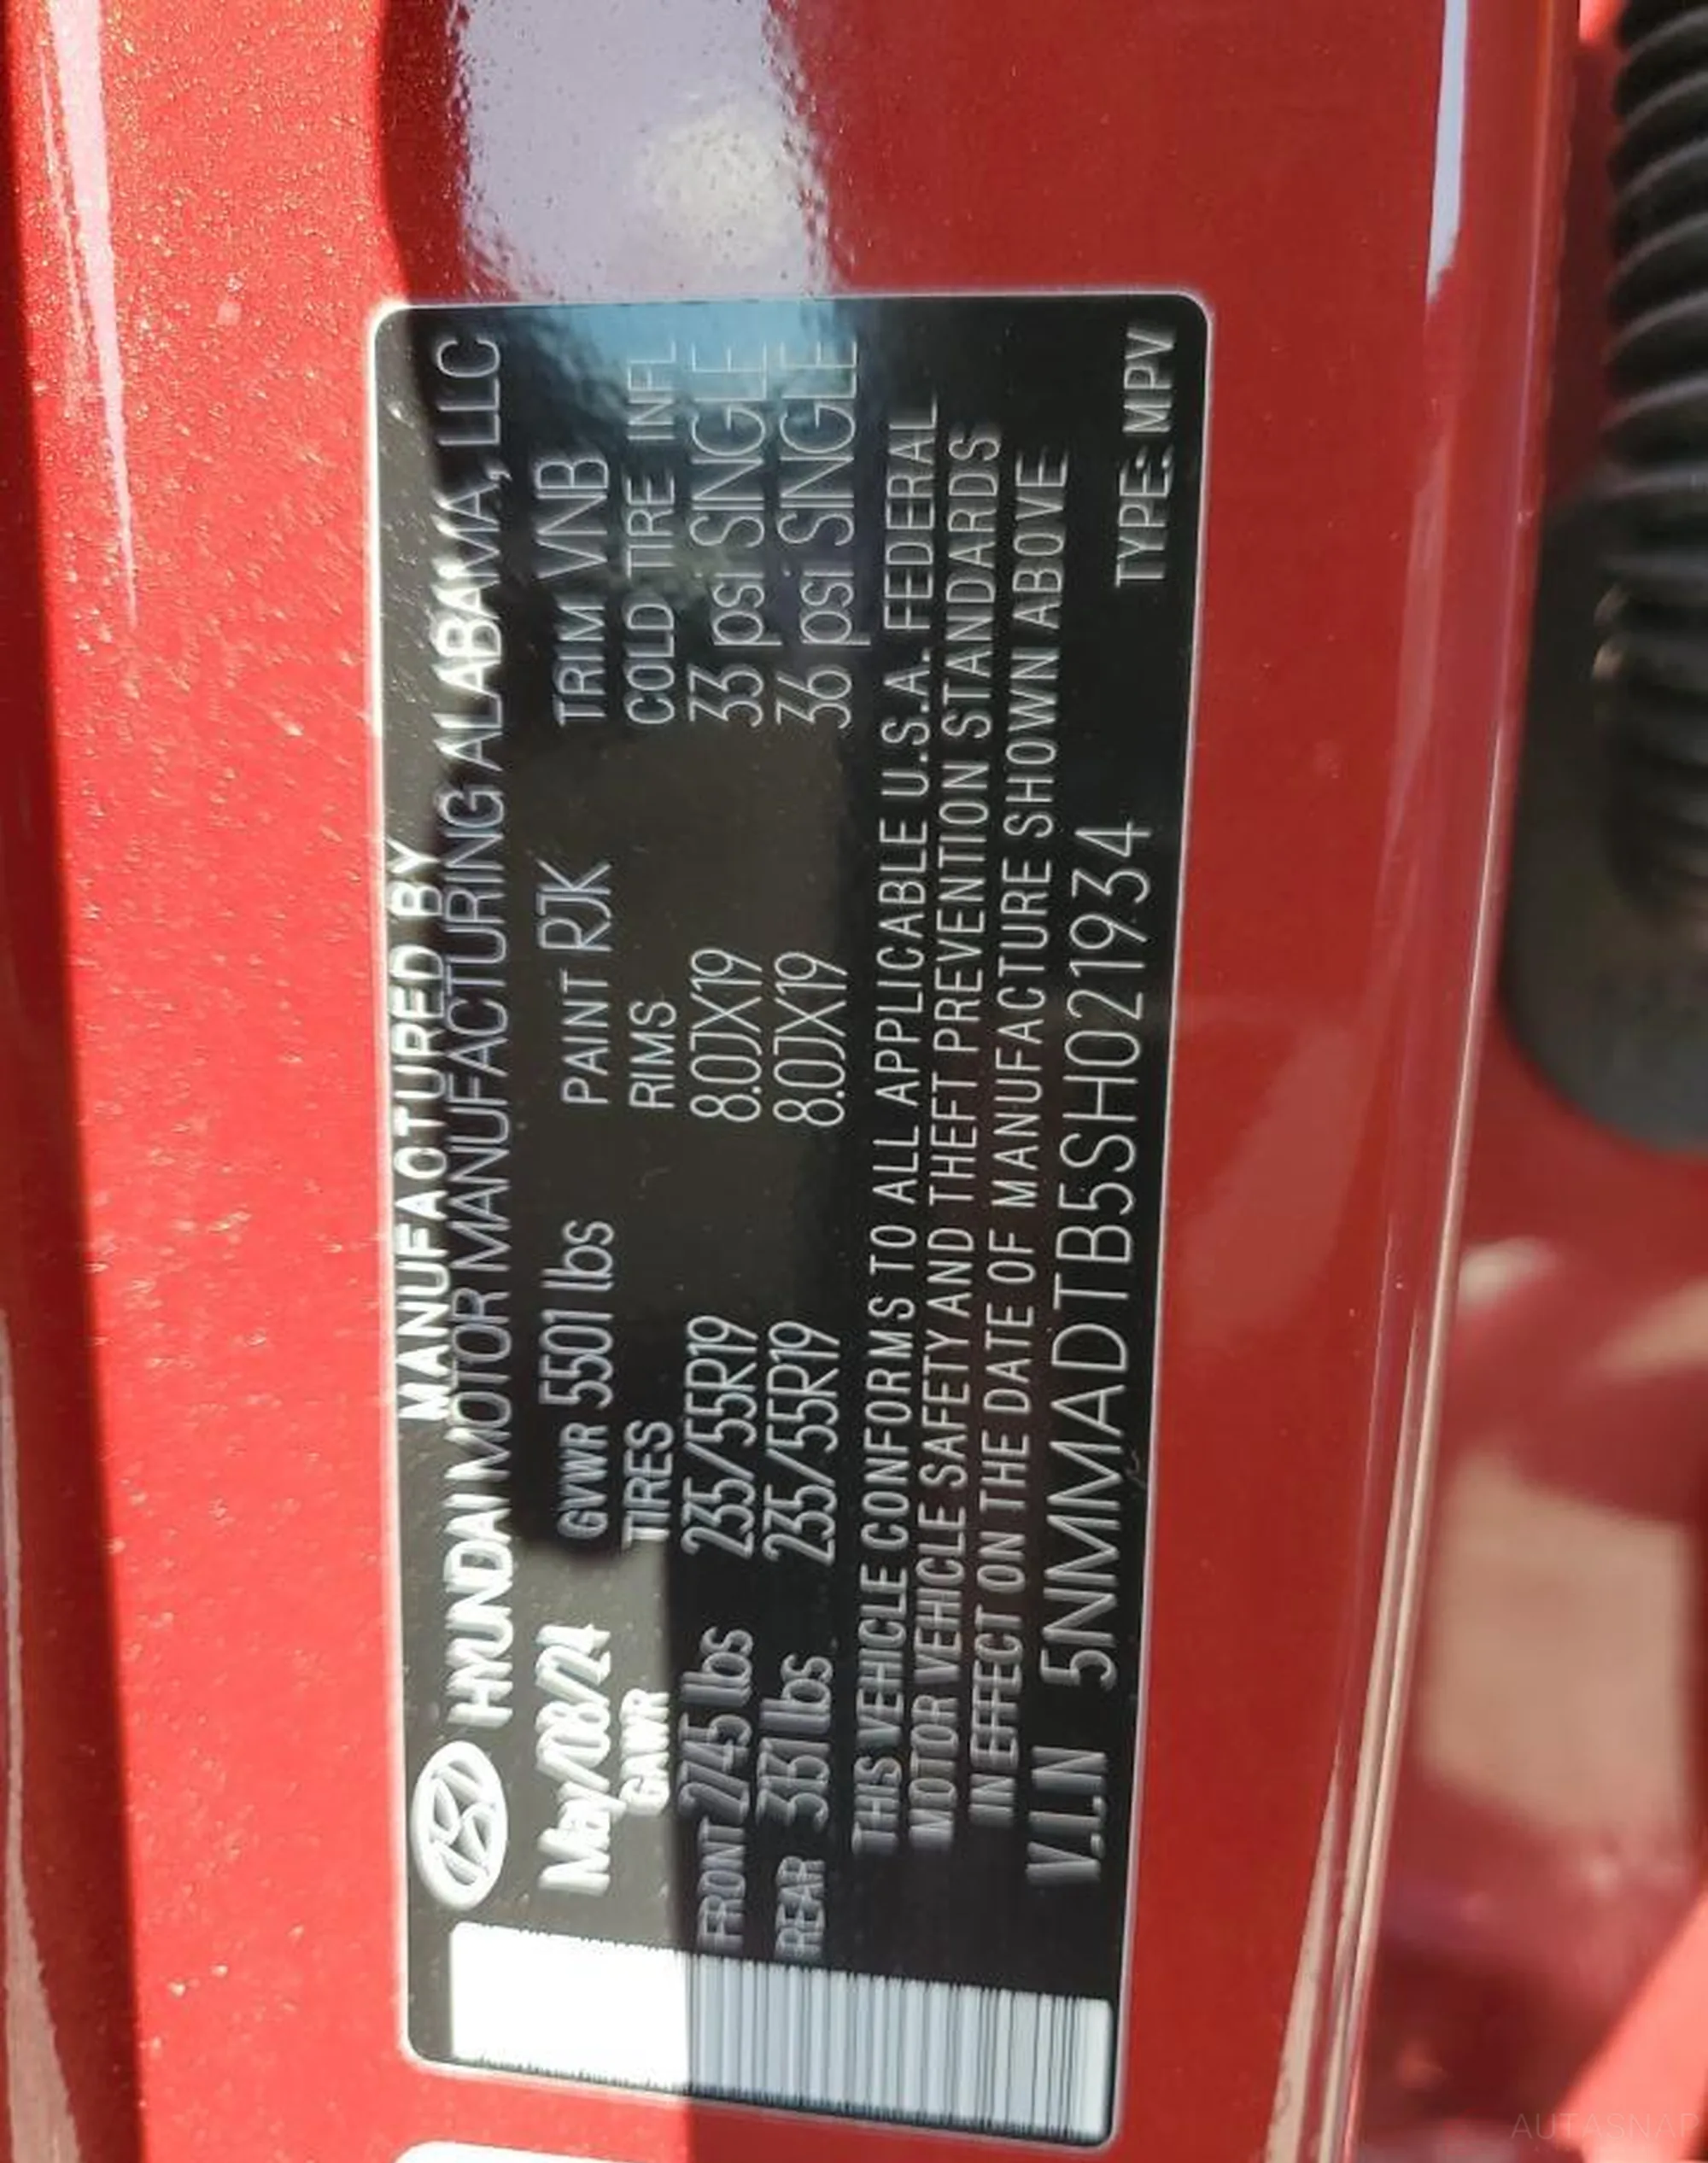 MANUFACTURED BY
HYUNDAI MOTOR MANUFACTURING ALABAMA, LLC
May/08/24 GVWR 5501 lbs PAINT RJK TRIM VNB
GAWR TIRES RIMS COLD TIRE INFL
FRONT 2745 lbs 235/55R19 8.0JX19 33 psi SINGLE
REAR 3131 lbs 235/55R19 8.0JX19 36 psi SINGLE
THIS VEHICLE CONFORMS TO ALL APPLICABLE U.S.A. FEDERAL
MOTOR VEHICLE SAFETY AND THEFT PREVENTION STANDARDS
IN EFFECT ON THE DATE OF MANUFACTURE SHOWN ABOVE
V.I.N 5NMMADTB5SH021934 TYPE: MPV
AUTASNAP